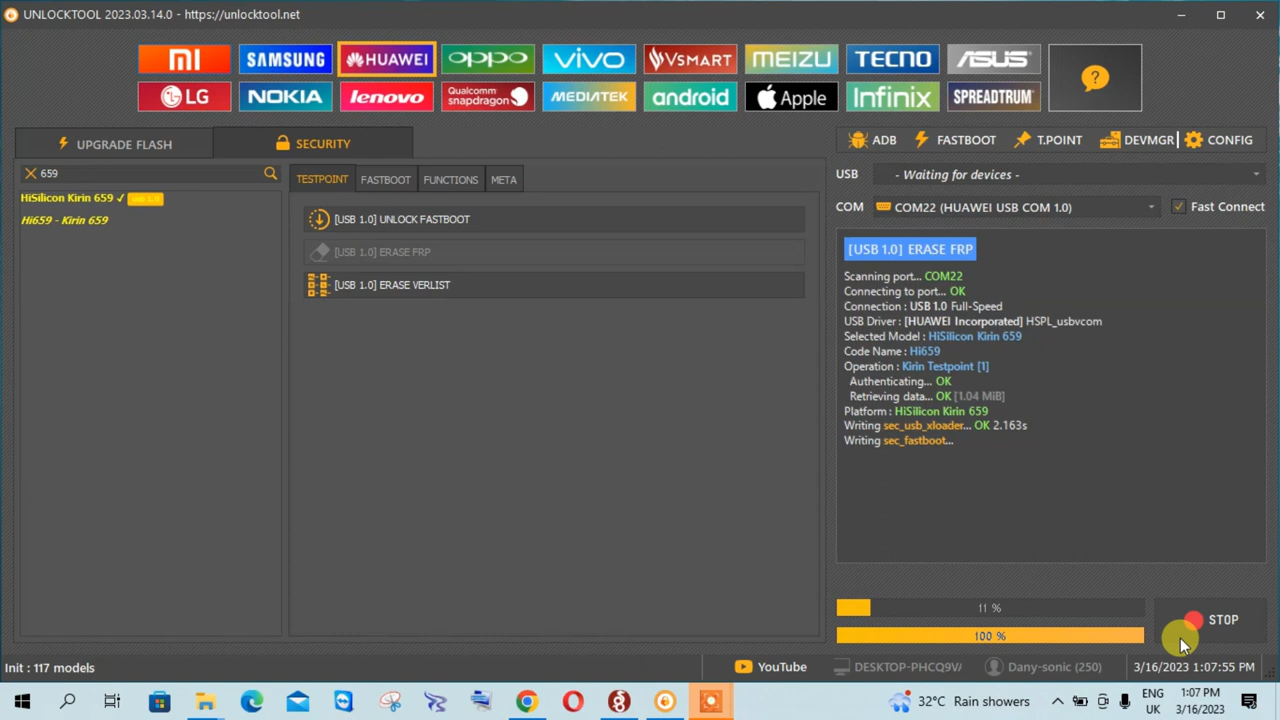 UNLOCKTOOL 2023.03.14.0 - https://unlocktool.net
mi SAMSUNG HUAWEI oppo vivo VSMART MEIZU TECNO ASUS ?
LG NOKIA lenovo Qualcomm snapdragon MEDIATEK android Apple Infinix SPREADTRUM
UPGRADE FLASH SECURITY
ADB FASTBOOT T.POINT DEVMGR CONFIG
659
TESTPOINT FASTBOOT FUNCTIONS META
USB - Waiting for devices -
HiSilicon Kirin 659 ✓ usb 1.0
Hi659 - Kirin 659
COM COM22 (HUAWEI USB COM 1.0) Fast Connect
[USB 1.0] UNLOCK FASTBOOT
[USB 1.0] ERASE FRP
[USB 1.0] ERASE VERLIST
[USB 1.0] ERASE FRP
Scanning port... COM22
Connecting to port... OK
Connection : USB 1.0 Full-Speed
USB Driver : [HUAWEI Incorporated] HSPL_usbvcom
Selected Model : HiSilicon Kirin 659
Code Name : Hi659
Operation : Kirin Testpoint [1]
Authenticating... OK
Retrieving data... OK [1.04 MiB]
Platform : HiSilicon Kirin 659
Writing sec_usb_xloader... OK 2.163s
Writing sec_fastboot...
11 %
STOP
100 %
Init : 117 models
YouTube DESKTOP-PHCQ9V Dany-sonic (250) 3/16/2023 1:07:55 PM
32°C Rain showers
ENG
UK
1:07 PM
3/16/2023